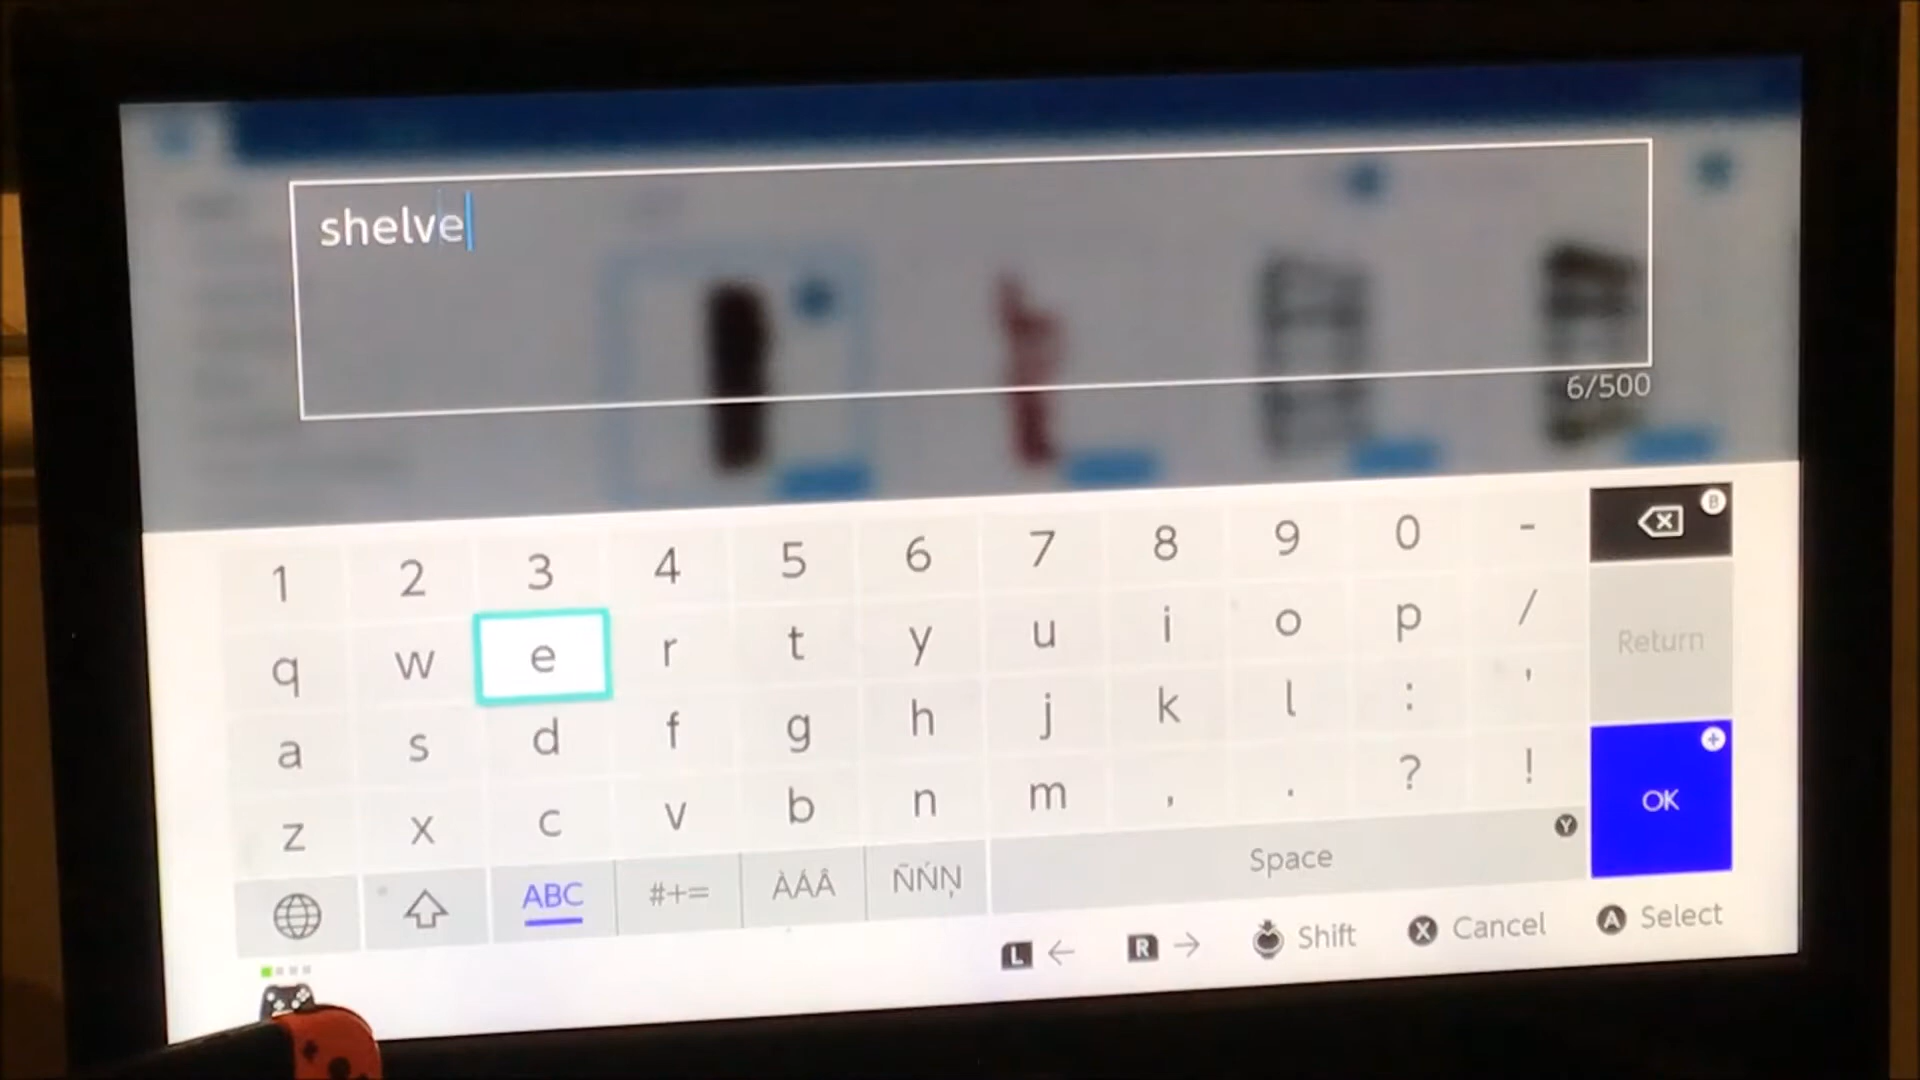 shelve
6/500
1 2 3 4 5 6 7 8 9 0 - B
q w e r t y u i o p / Return
a s d f g h j k l : '
z x c v b n m , . ? ! + OK
ABC #+= ÀÁÂ ÑŃŅ Space Y
L ← R → Shift X Cancel A Select